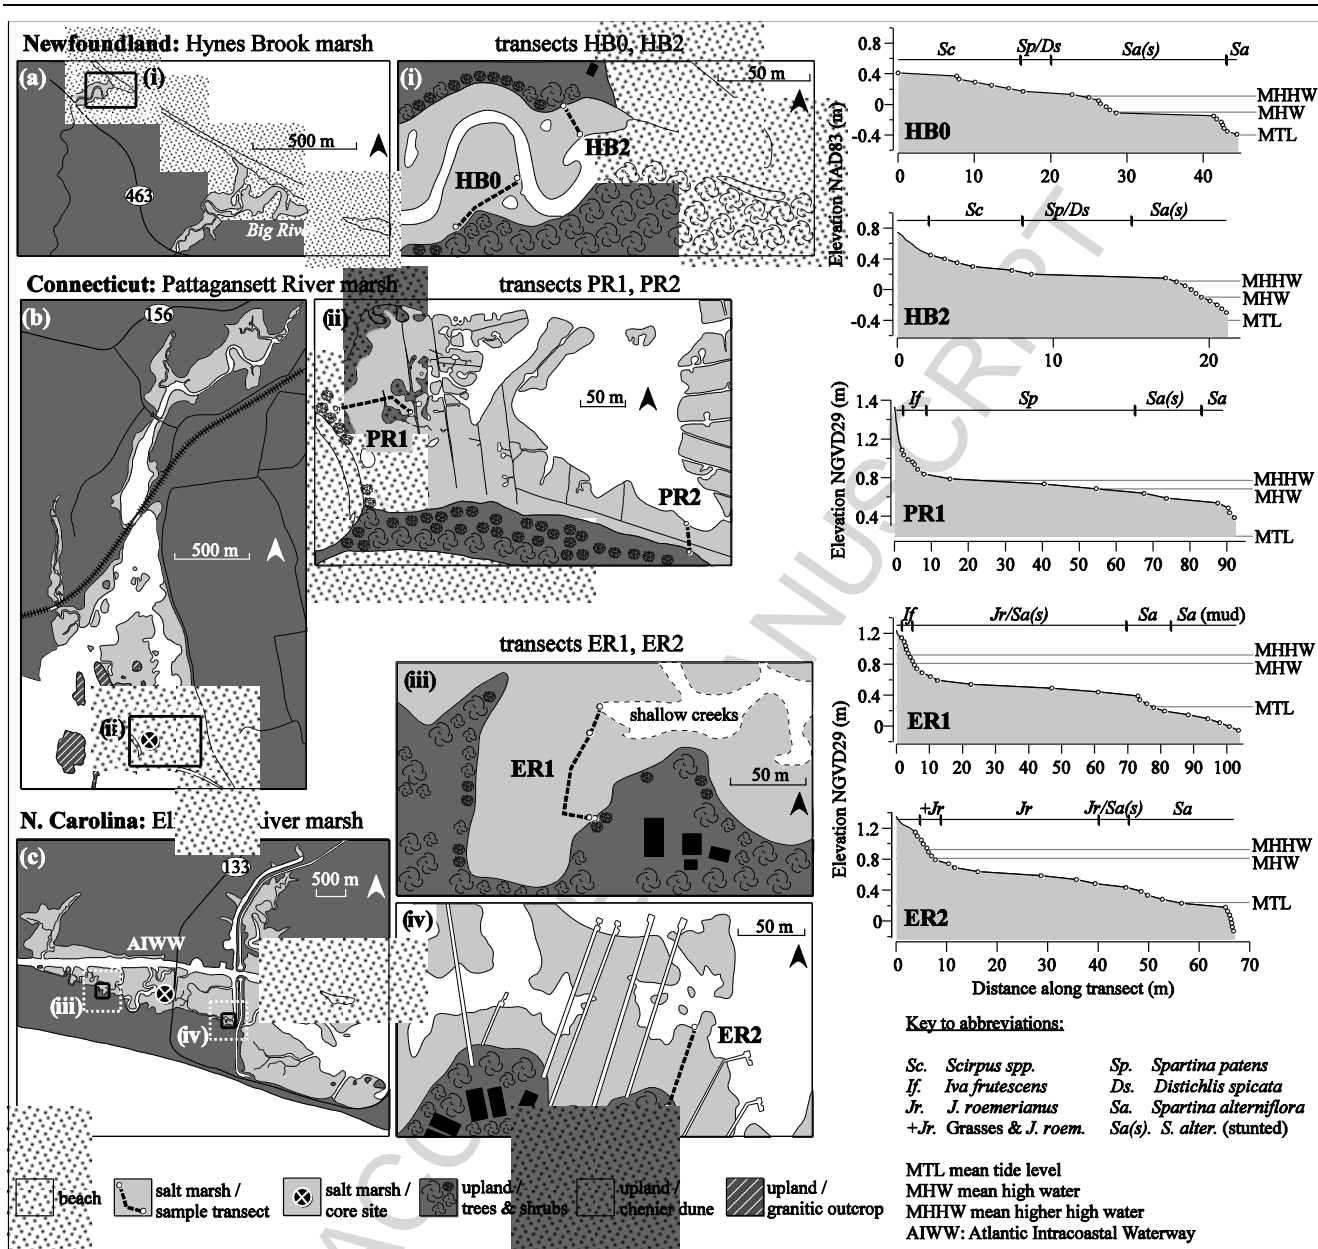 Newfoundland: Hynes Brook marsh
transects HB0, HB2
(a)
(i)
500 m
463
Big Rive
(i)
50 m
HB2
HB0
Connecticut: Pattagansett River marsh
transects PR1, PR2
(b)
156
500 m
(ii)
(ii)
50 m
PR1
PR2
N. Carolina: El
River marsh
transects ER1, ER2
(c)
133
500 m
AIWW
(iii)
(iv)
(iii)
shallow creeks
ER1
50 m
(iv)
50 m
ER2
beach
salt marsh /
sample transect
salt marsh /
core site
upland /
trees & shrubs
upland /
chenier dune
upland /
granitic outcrop
Elevation NAD83 (m)
0.8
0.4
0
-0.4
Sc
Sp/Ds
Sa(s)
Sa
MHHW
MHW
MTL
HB0
0 10 20 30 40
0.8
0.4
0
-0.4
Sc
Sp/Ds
Sa(s)
MHHW
MHW
MTL
HB2
0 10 20
Elevation NGVD29 (m)
1.4
1.2
0.8
0.4
If
Sp
Sa(s)
Sa
MHHW
MHW
MTL
PR1
0 10 20 30 40 50 60 70 80 90
Elevation NGVD29 (m)
1.2
0.8
0.4
0
If
Jr/Sa(s)
Sa
Sa (mud)
MHHW
MHW
MTL
ER1
0 10 20 30 40 50 60 70 80 90 100
1.2
0.8
0.4
0
+Jr
Jr
Jr/Sa(s)
Sa
MHHW
MHW
MTL
ER2
0 10 20 30 40 50 60 70
Distance along transect (m)
Key to abbreviations:
Sc. Scirpus spp.
Sp. Spartina patens
If. Iva frutescens
Ds. Distichlis spicata
Jr. J. roemerianus
Sa. Spartina alterniflora
+Jr. Grasses & J. roem.
Sa(s). S. alter. (stunted)
MTL mean tide level
MHW mean high water
MHHW mean higher high water
AIWW: Atlantic Intracoastal Waterway